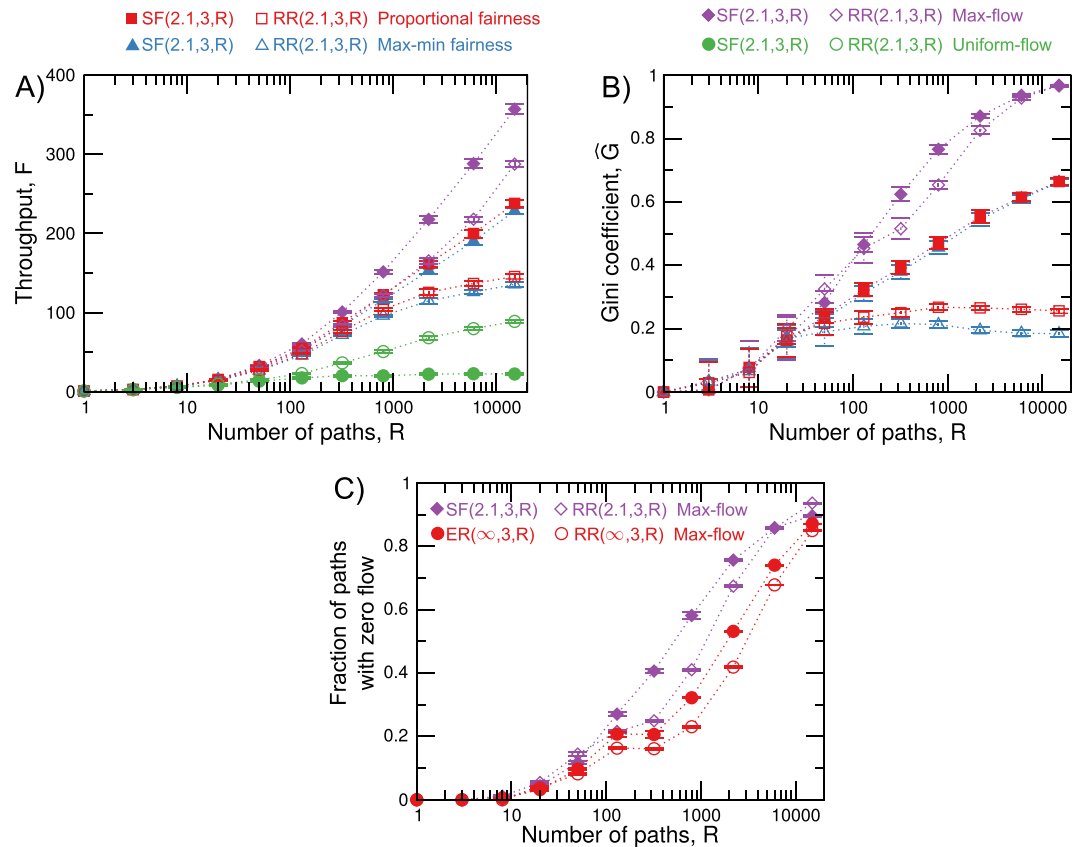 SF(2.1,3,R) RR(2.1,3,R) Proportional fairness
SF(2.1,3,R) RR(2.1,3,R) Max-min fairness
SF(2.1,3,R) RR(2.1,3,R) Max-flow
SF(2.1,3,R) RR(2.1,3,R) Uniform-flow
A)
400
300
200
100
0
Throughput, F
1 10 100 1000 10000
Number of paths, R
B)
1
0.8
0.6
0.4
0.2
0
Gini coefficient, Ĝ
1 10 100 1000 10000
Number of paths, R
C)
SF(2.1,3,R) RR(2.1,3,R) Max-flow
ER(∞,3,R) RR(∞,3,R) Max-flow
1
0.8
0.6
0.4
0.2
0
Fraction of paths
with zero flow
1 10 100 1000 10000
Number of paths, R